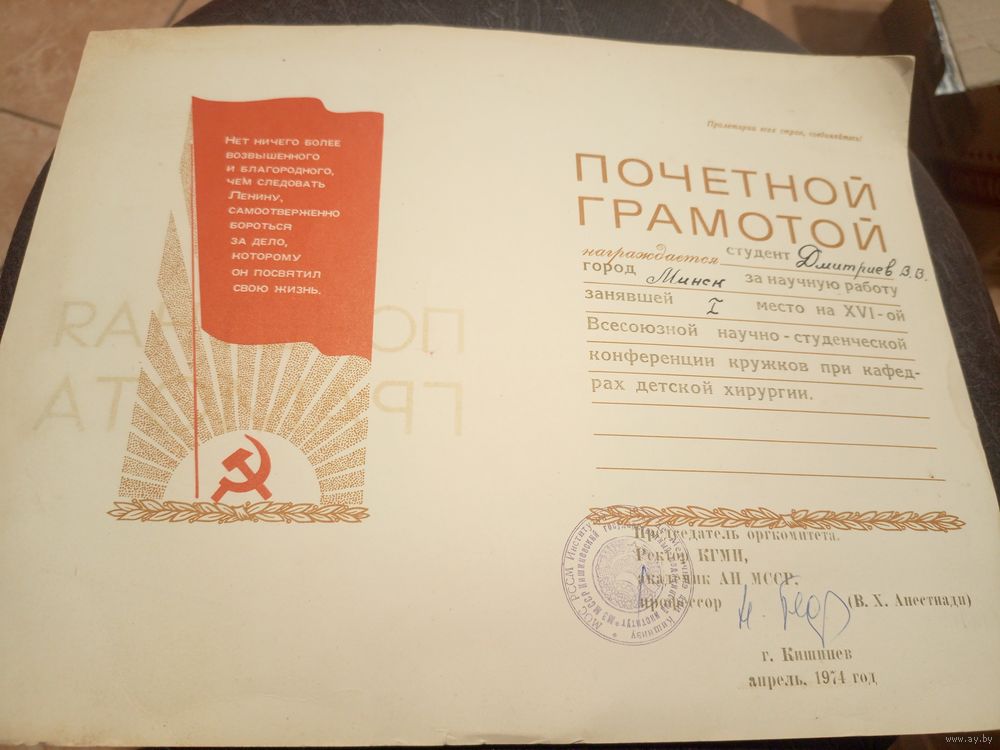 Нет ничего более
возвышенного
и благородного,
чем следовать
Ленину,
самоотверженно
бороться
за дело,
которому
он посвятил
свою жизнь.
Пролетарии всех стран, соединяйтесь!
ПОЧЕТНОЙ
ГРАМОТОЙ
награждается студент Дмитриев В.В.
город Минск за научную работу
занявшей I место на XVI-ой
Всесоюзной научно-студенческой
конференции кружков при кафед-
рах детской хирургии.
Председатель оргкомитета.
Ректор КГМИ,
академик АН МССР,
профессор (В. Х. Анестиади)
г. Кишинев
апрель, 1974 год
www.ay.by